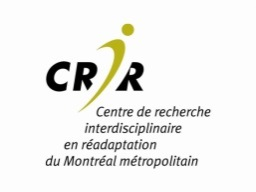 CRIR
Centre de recherche
interdisciplinaire
en réadaptation
du Montréal métropolitain